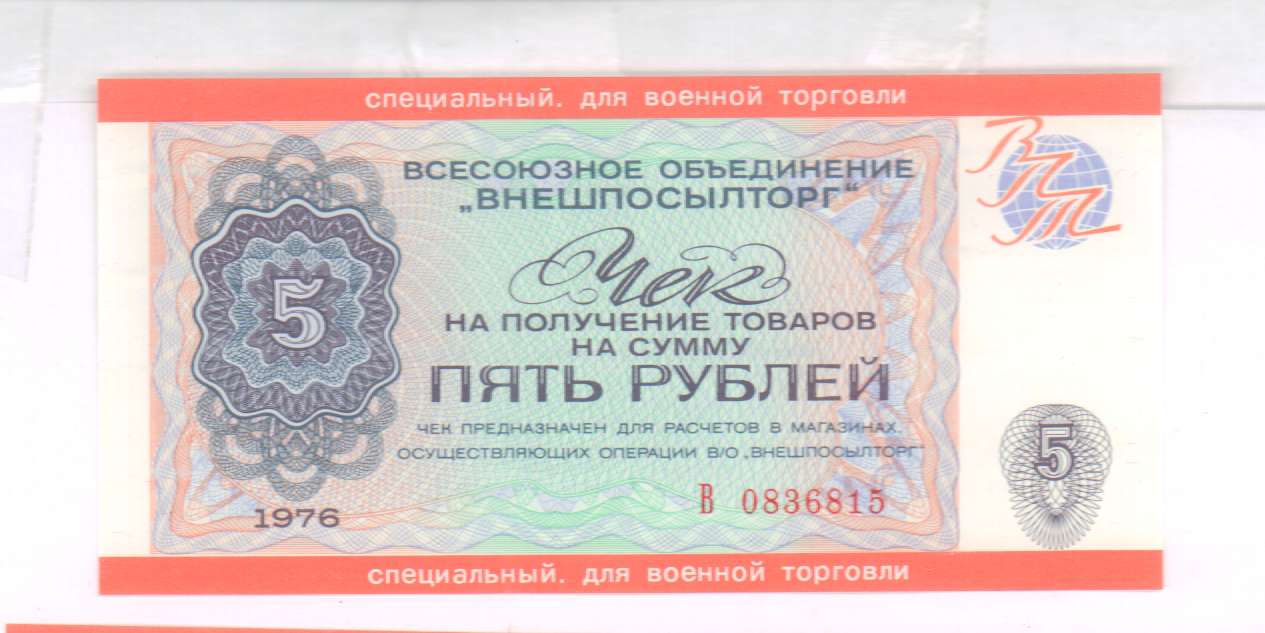 специальный. для военной торговли
ВСЕСОЮЗНОЕ ОБЪЕДИНЕНИЕ
„ВНЕШПОСЫЛТОРГ“
ВПТ
Чек
НА ПОЛУЧЕНИЕ ТОВАРОВ
НА СУММУ
5
ПЯТЬ РУБЛЕЙ
ЧЕК ПРЕДНАЗНАЧЕН ДЛЯ РАСЧЕТОВ В МАГАЗИНАХ,
ОСУЩЕСТВЛЯЮЩИХ ОПЕРАЦИИ В/О „ВНЕШПОСЫЛТОРГ“
5
В 0836815
1976
специальный. для военной торговли